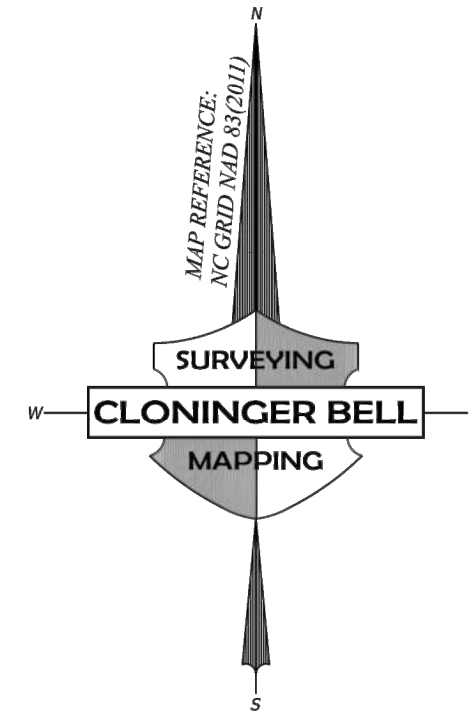 N
MAP REFERENCE:
NC GRID NAD 83(2011)
SURVEYING
W
CLONINGER BELL
MAPPING
S